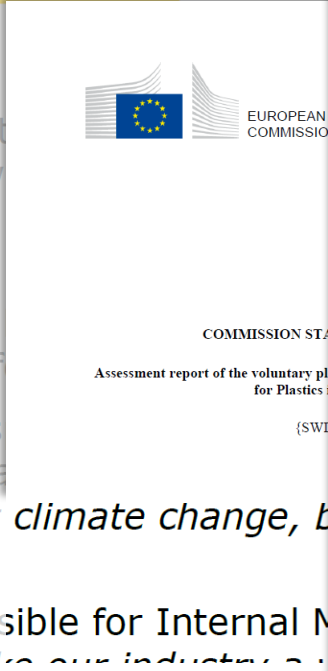 EUROPEAN
COMMISSIO
COMMISSION STA
Assessment report of the voluntary pl
for Plastics
{SWD
climate change, b
sible for Internal M
ke our industry a